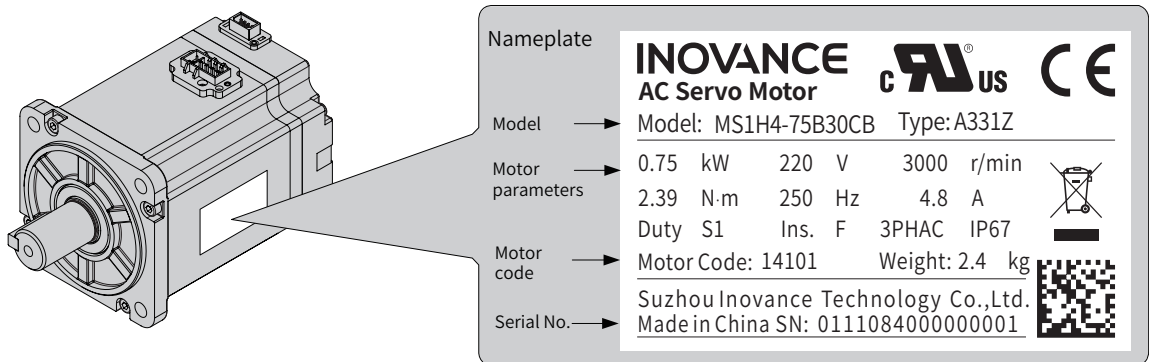 Nameplate
INOVANCE
AC Servo Motor
c RU ® US CE
Model
Model: MS1H4-75B30CB Type: A331Z
Motor parameters
0.75 kW 220 V 3000 r/min
2.39 N·m 250 Hz 4.8 A
Duty S1 Ins. F 3PHAC IP67
Motor code
Motor Code: 14101 Weight: 2.4 kg
Suzhou Inovance Technology Co.,Ltd.
Serial No.
Made in China SN: 0111084000000001